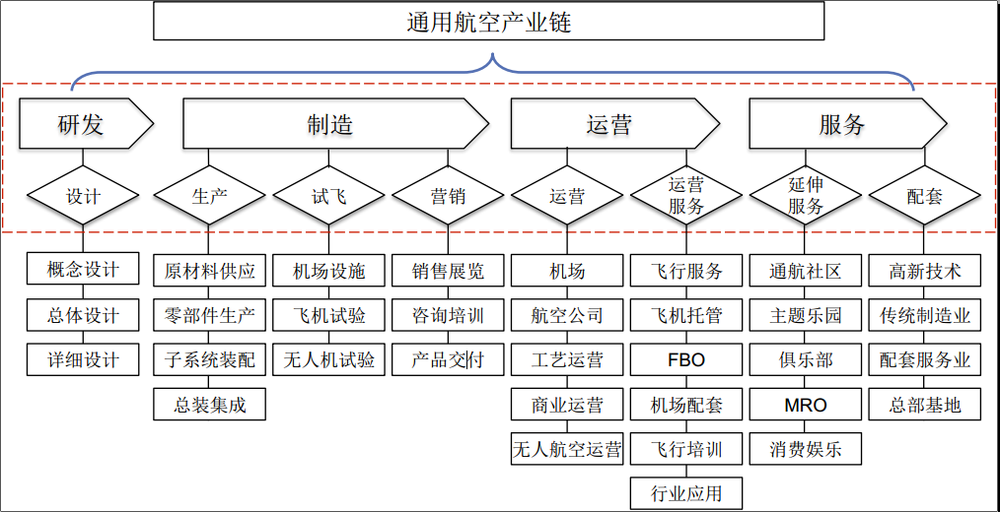 通用航空产业链
研发
制造
运营
服务
设计
生产
试飞
营销
运营
运营
服务
延伸
服务
配套
概念设计
总体设计
详细设计
原材料供应
零部件生产
子系统装配
总装集成
机场设施
飞机试验
无人机试验
销售展览
咨询培训
产品交付
机场
航空公司
工艺运营
商业运营
无人航空运营
飞行服务
飞机托管
FBO
机场配套
飞行培训
行业应用
通航社区
主题乐园
俱乐部
MRO
消费娱乐
高新技术
传统制造业
配套服务业
总部基地